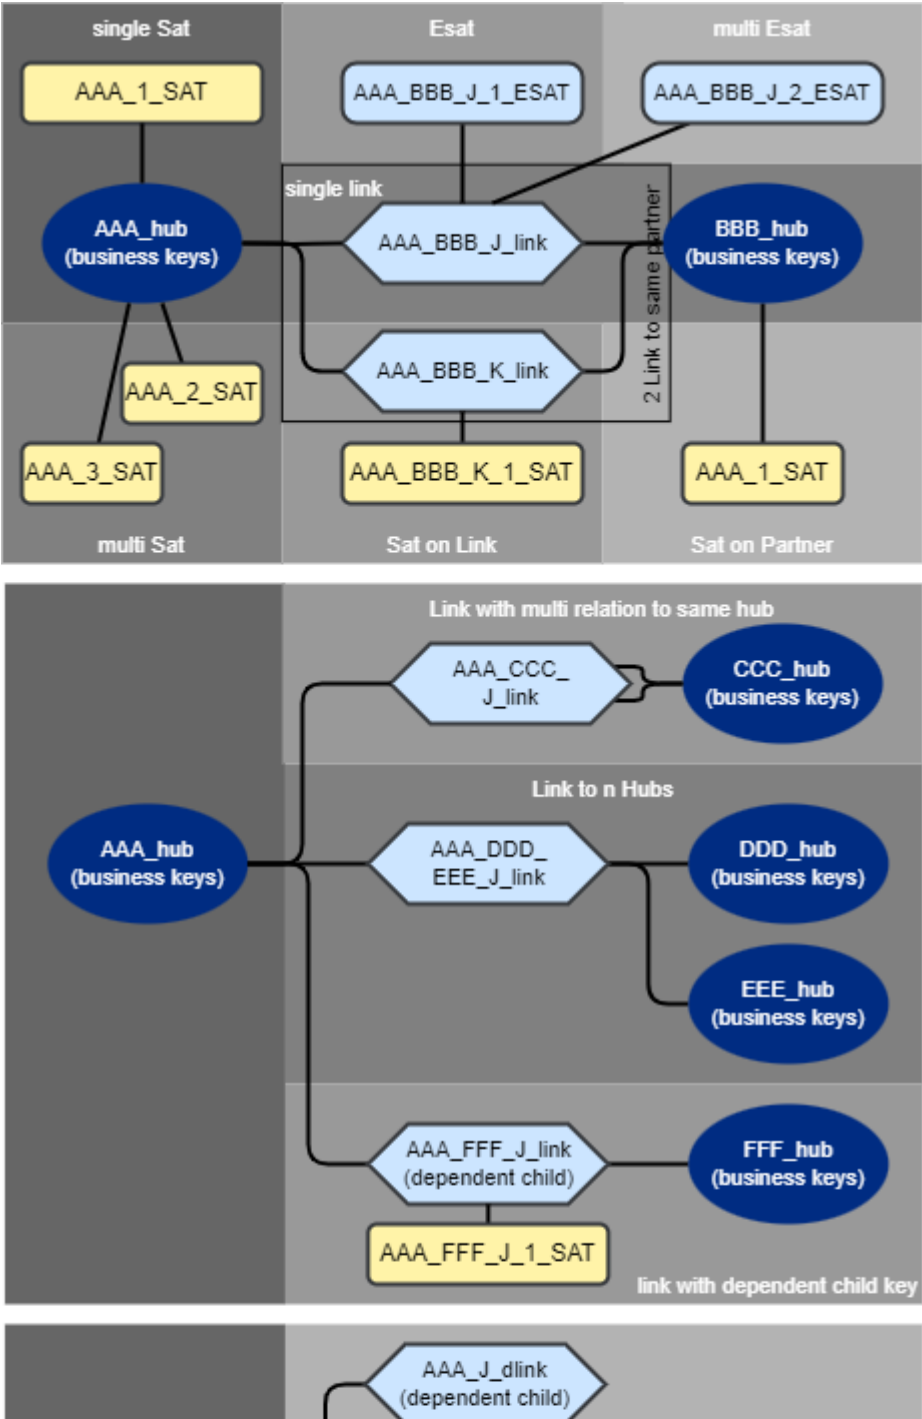 single Sat
Esat
multi Esat
AAA_1_SAT
AAA_BBB_J_1_ESAT
AAA_BBB_J_2_ESAT
single link
AAA_hub
(business keys)
AAA_BBB_J_link
BBB_hub
(business keys)
2 Link to same partner
AAA_BBB_K_link
AAA_2_SAT
AAA_3_SAT
AAA_BBB_K_1_SAT
AAA_1_SAT
multi Sat
Sat on Link
Sat on Partner
Link with multi relation to same hub
AAA_CCC_
J_link
CCC_hub
(business keys)
Link to n Hubs
AAA_hub
(business keys)
AAA_DDD_
EEE_J_link
DDD_hub
(business keys)
EEE_hub
(business keys)
AAA_FFF_J_link
(dependent child)
FFF_hub
(business keys)
AAA_FFF_J_1_SAT
link with dependent child key
AAA_J_dlink
(dependent child)